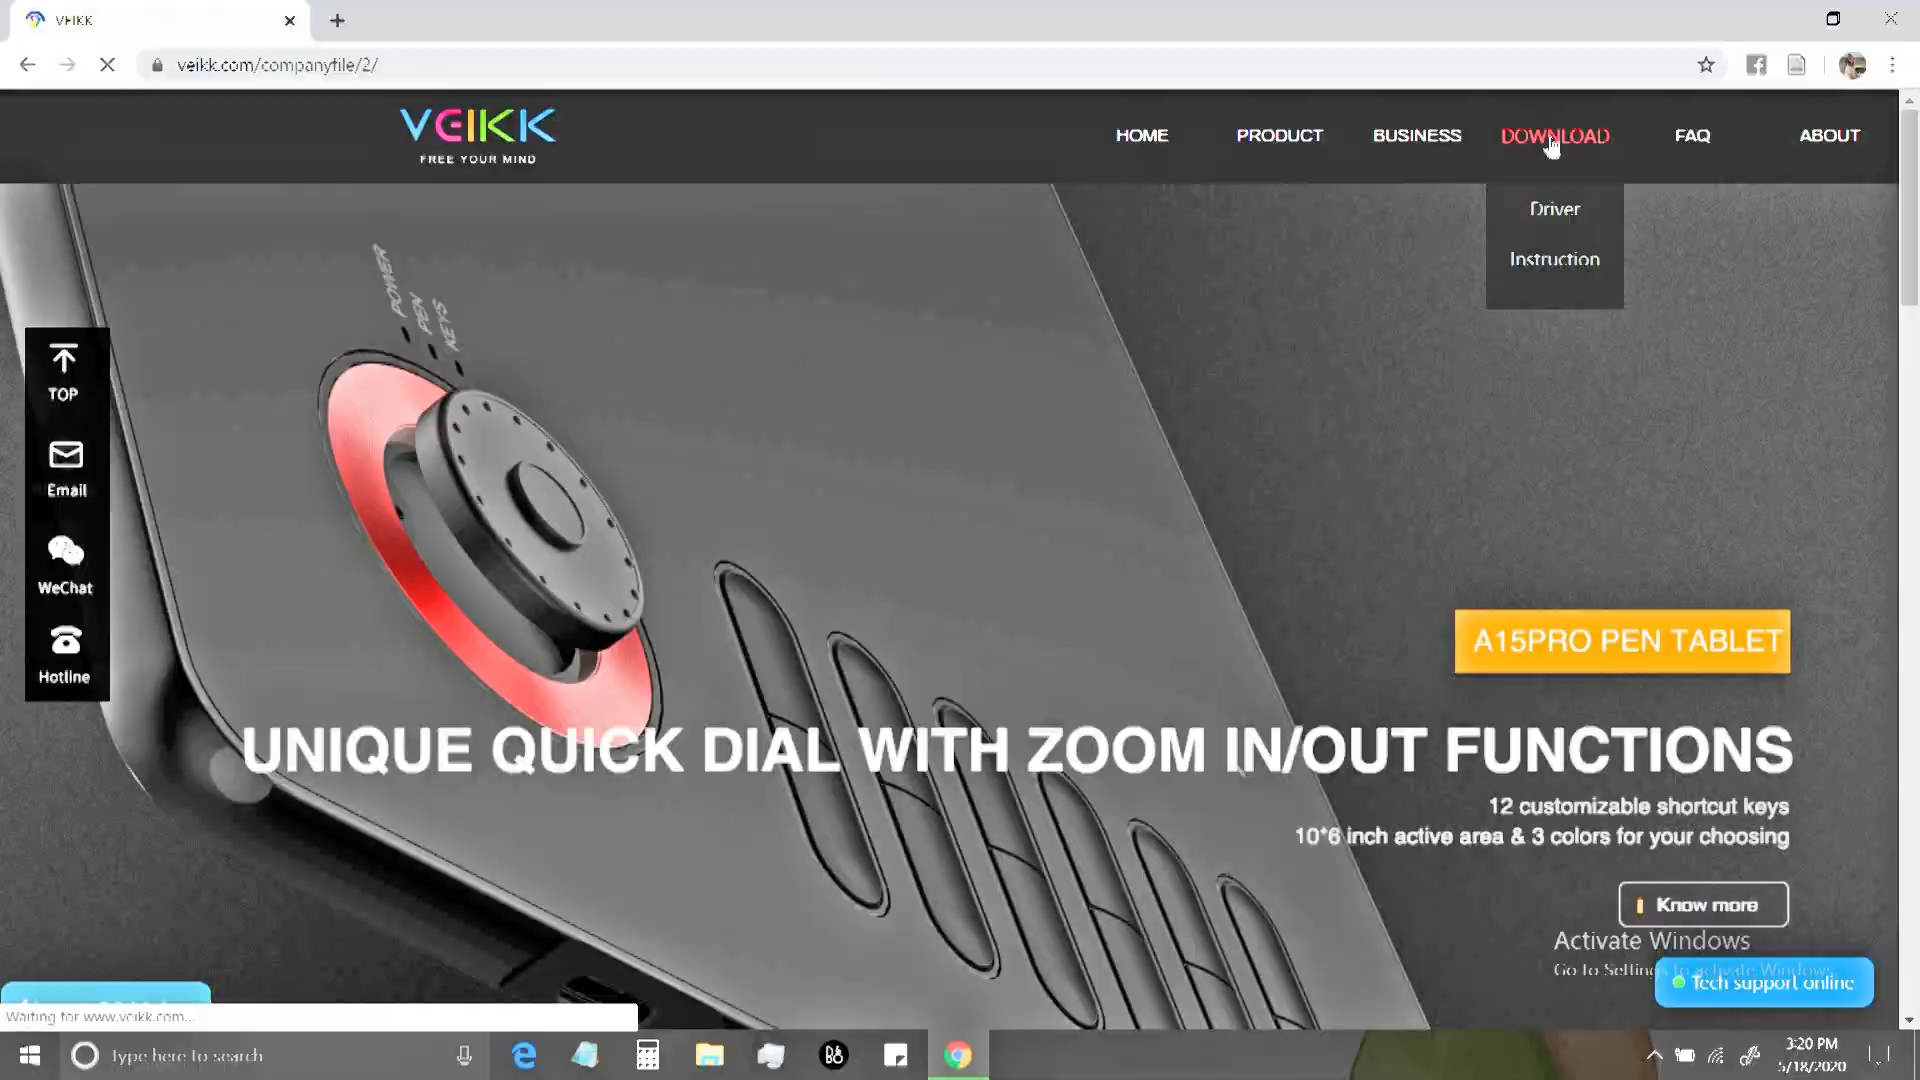 VEIKK
veikk.com/companyfile/2/
VEIKK
FREE YOUR MIND
HOME
PRODUCT
BUSINESS
DOWNLOAD
FAQ
ABOUT
Driver
Instruction
POWER
PEN
KEYS
TOP
Email
WeChat
Hotline
A15PRO PEN TABLET
UNIQUE QUICK DIAL WITH ZOOM IN/OUT FUNCTIONS
12 customizable shortcut keys
10*6 inch active area & 3 colors for your choosing
Know more
Activate Windows
Go to Settings to activate Windows.
Tech support online
Waiting for www.veikk.com...
Type here to search
3:20 PM
5/18/2020